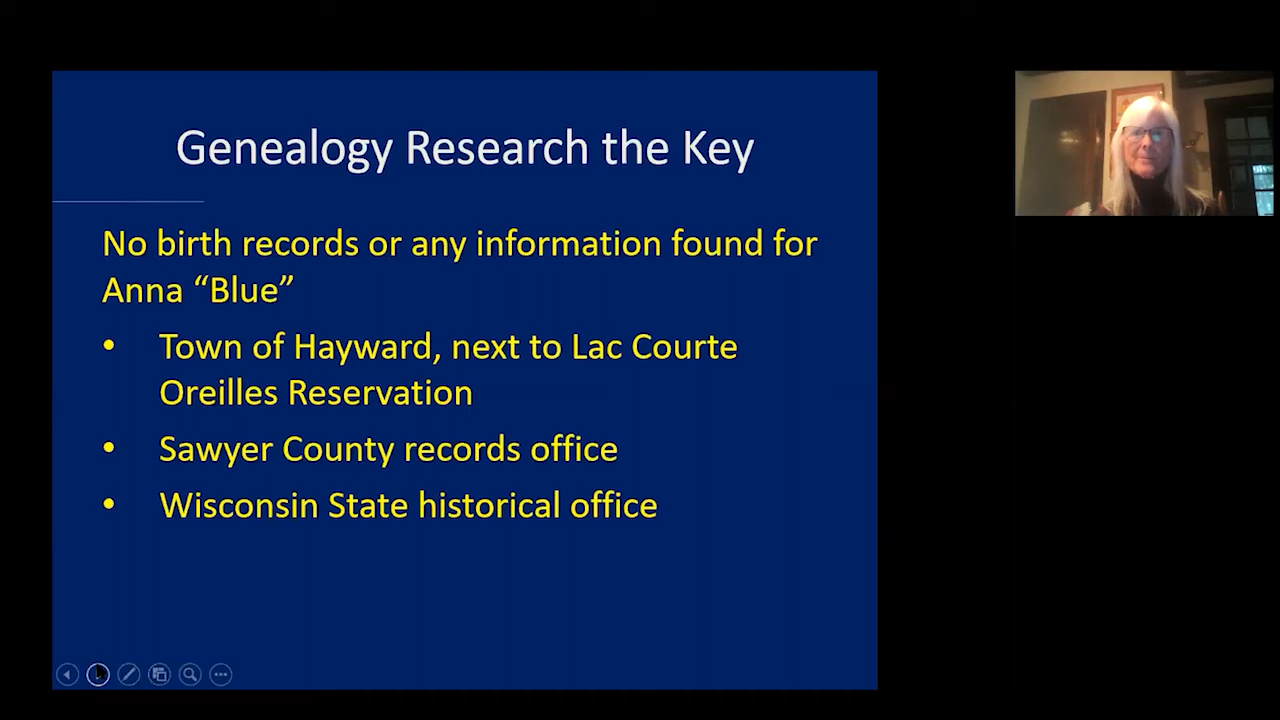 Genealogy Research the Key
No birth records or any information found for
Anna “Blue”
• Town of Hayward, next to Lac Courte
Oreilles Reservation
• Sawyer County records office
• Wisconsin State historical office